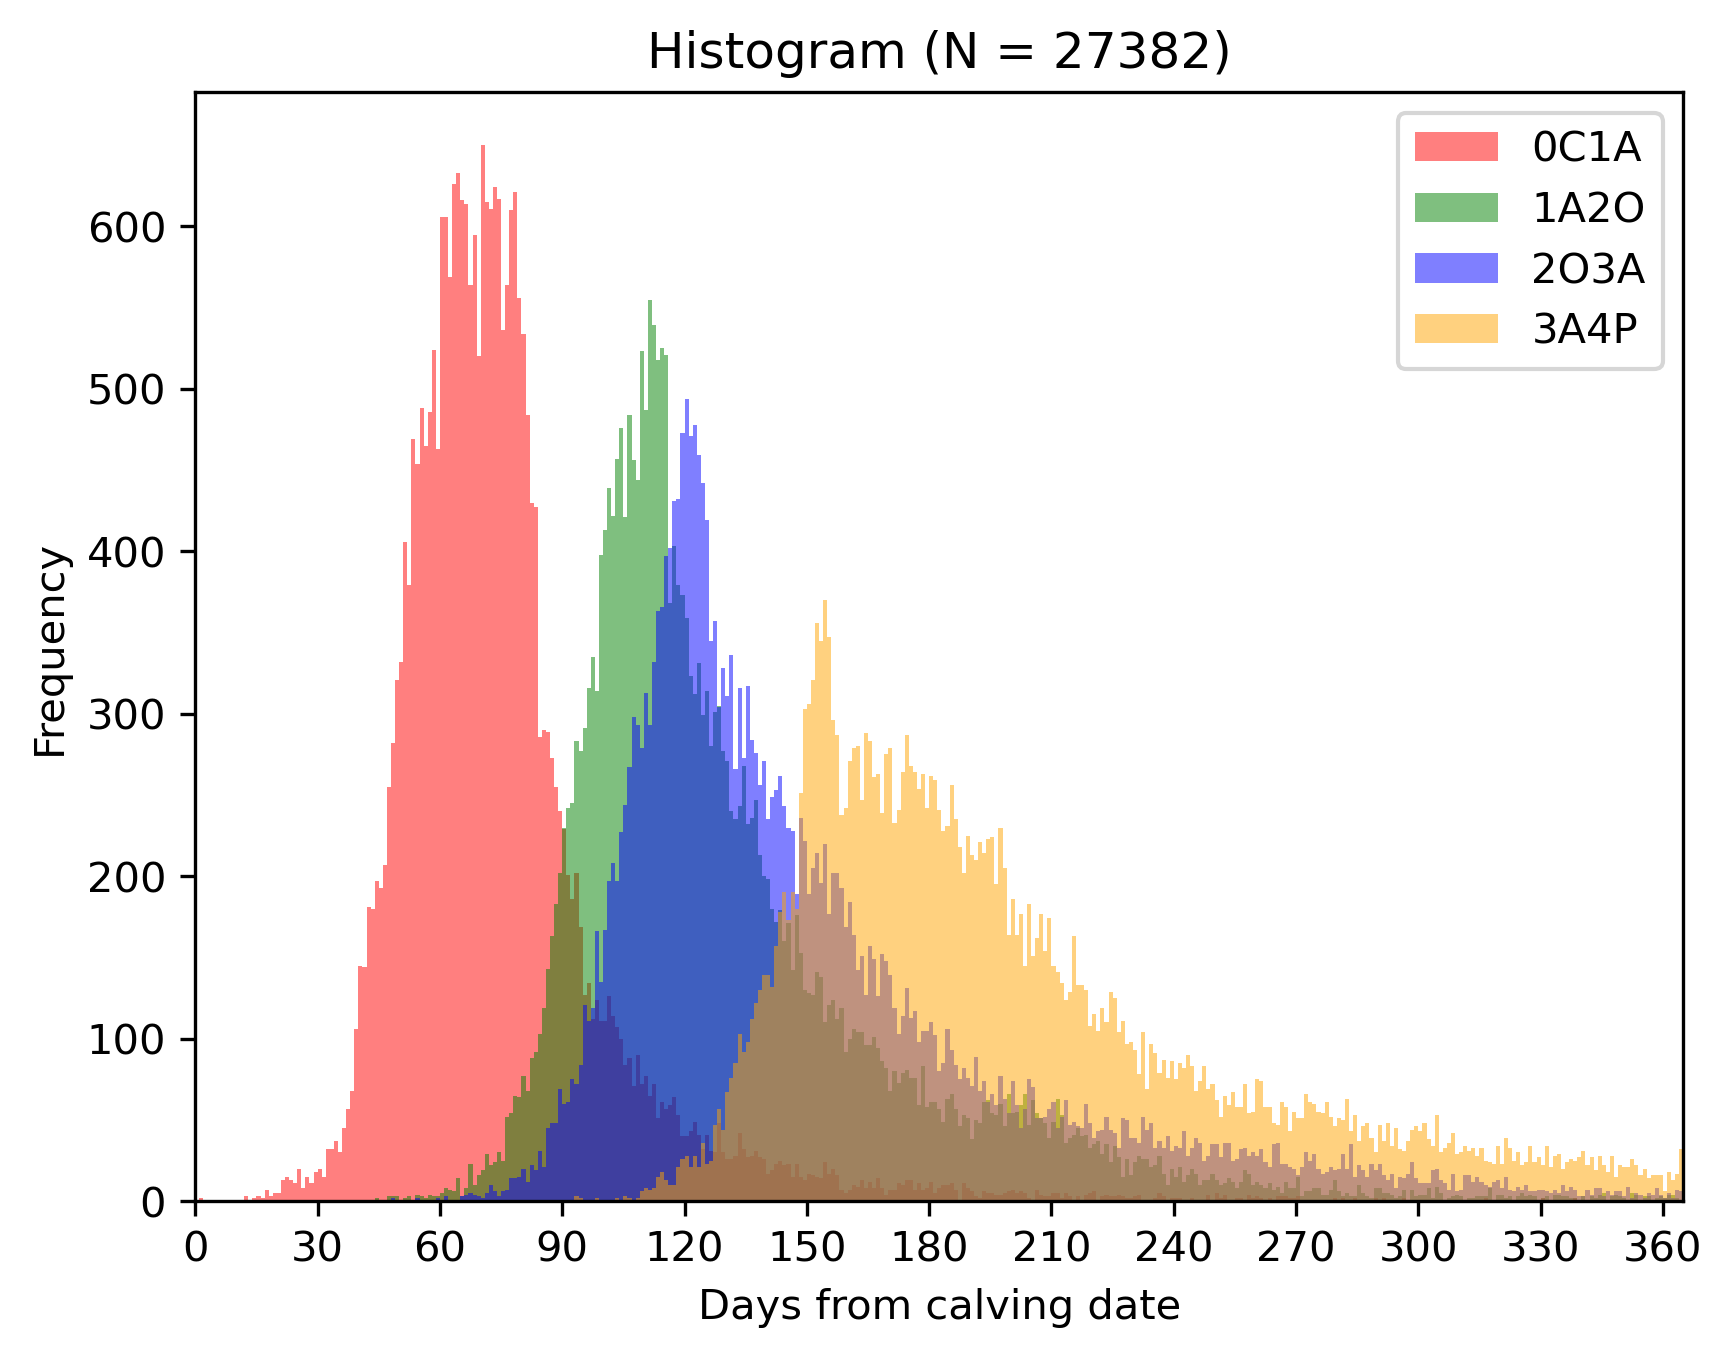 Histogram (N = 27382)
0C1A
1A2O
2O3A
3A4P
Frequency
600
500
400
300
200
100
0
0 30 60 90 120 150 180 210 240 270 300 330 360
Days from calving date